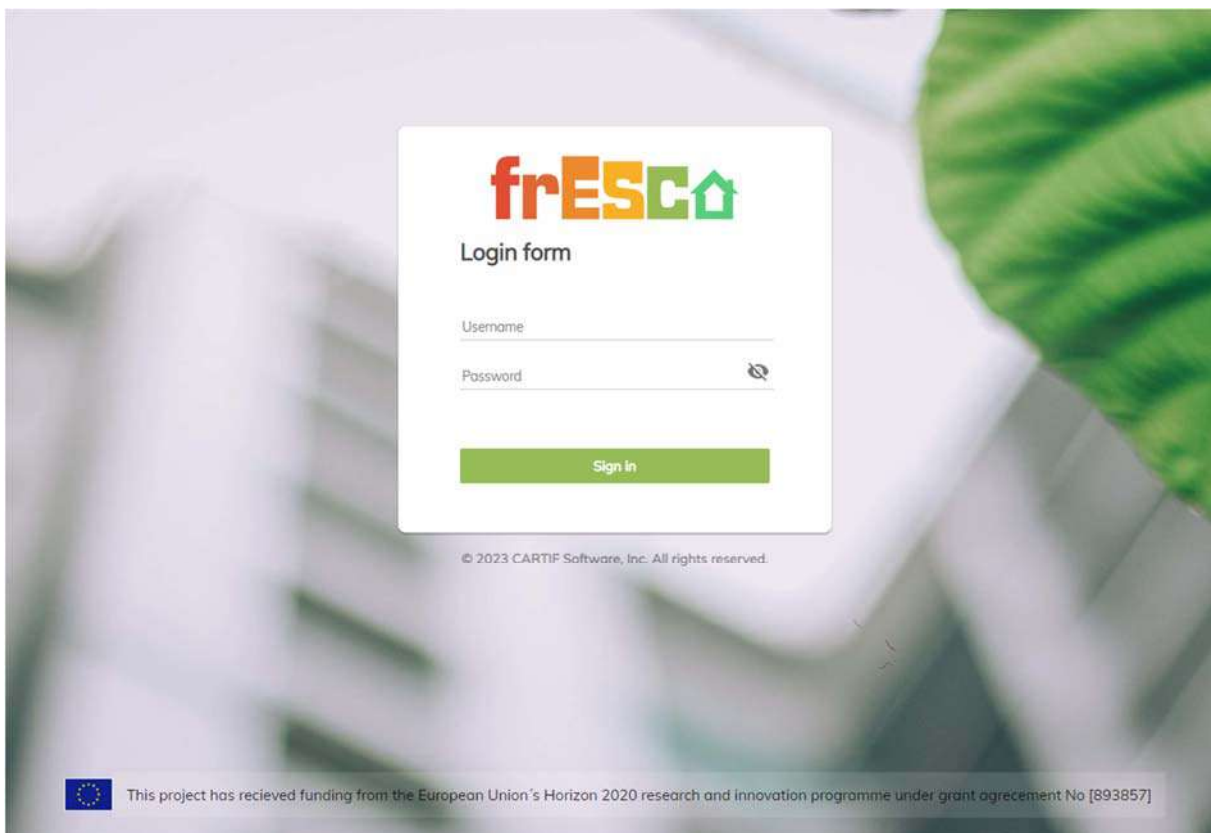 frESCo
Login form
Username
Password
Sign in
© 2023 CARTIF Software, Inc. All rights reserved.
This project has recieved funding from the European Union´s Horizon 2020 research and innovation programme under grant agrecement No [893857]